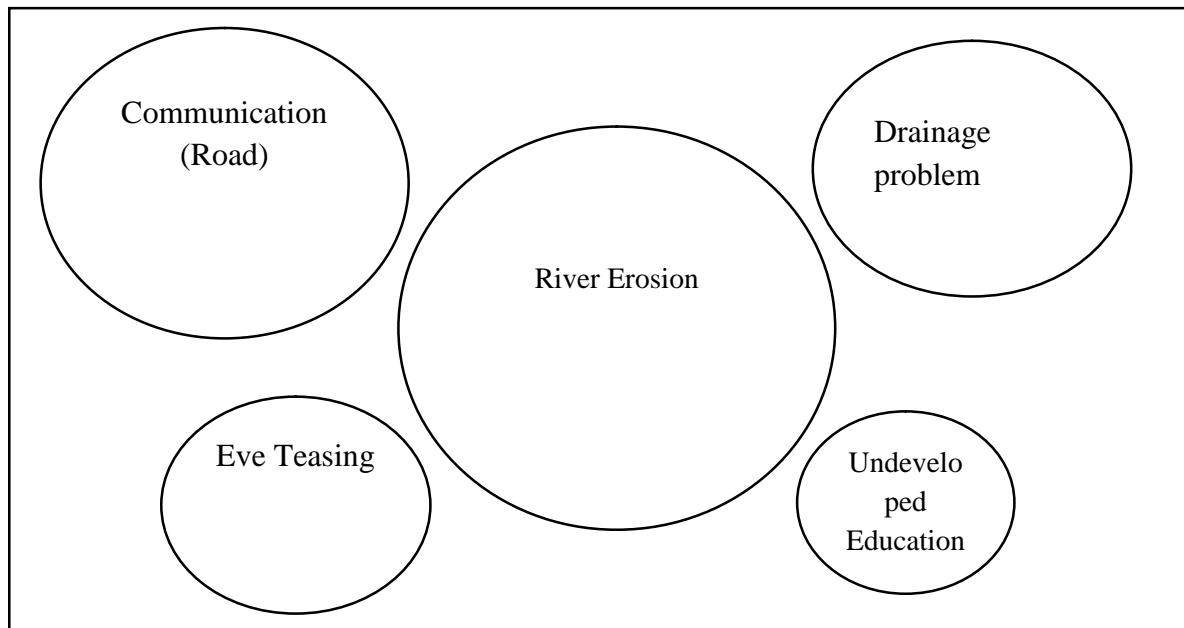 Communication
(Road)
Drainage
problem
River Erosion
Eve Teasing
Undevelo
ped
Education